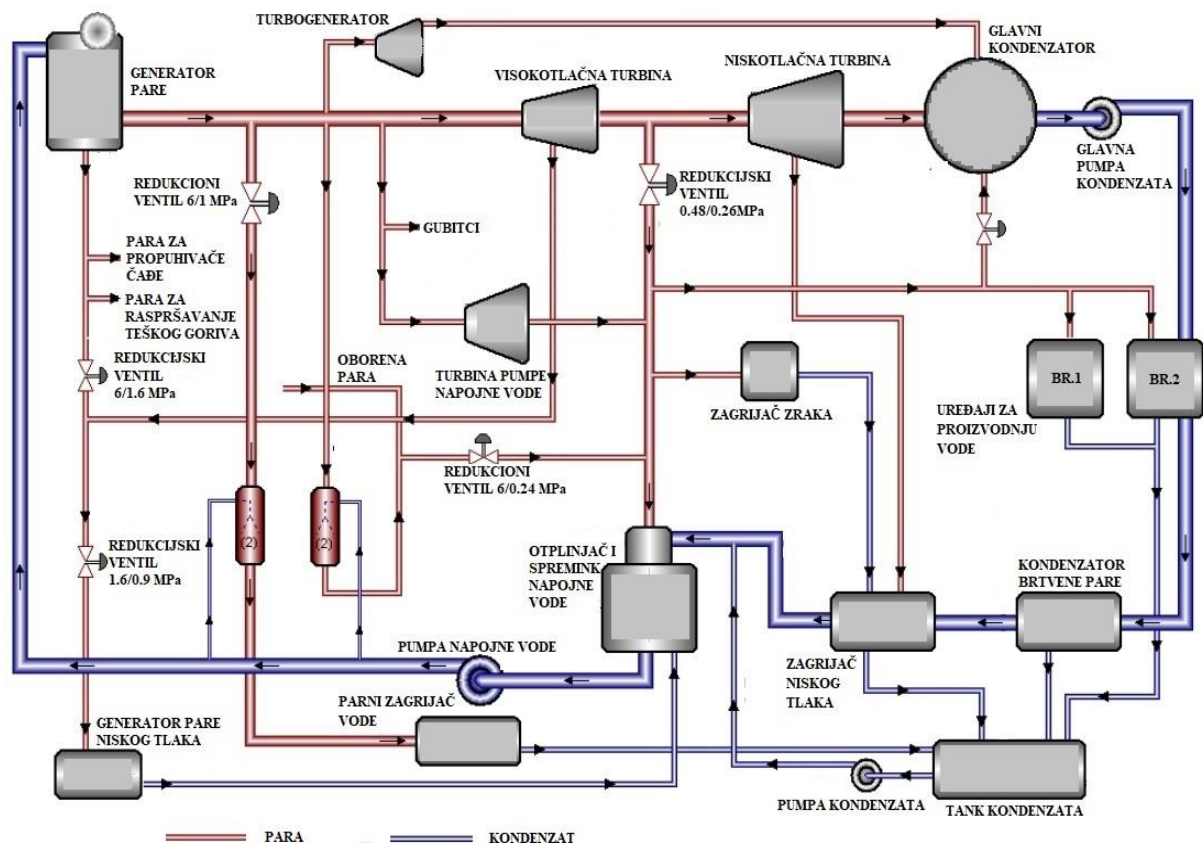 TURBOGENERATOR
GLAVNI
KONDENZATOR
GENERATOR
PARE
VISOKOTLAČNA TURBINA
NISKOTLAČNA TURBINA
GLAVNA
PUMPA
KONDENZATA
REDUKCIONI
VENTIL 6/1 MPa
REDUKCIJSKI
VENTIL
0.48/0.26MPa
GUBITCI
PARA ZA
PROPUHIVAČE
ČAĐE
PARA ZA
RASPRŠAVANJE
TEŠKOG GORIVA
REDUKCIJSKI
VENTIL
6/1.6 MPa
OBORENA
PARA
TURBINA PUMPE
NAPOJNE VODE
ZAGRIJAČ ZRAKA
BR.1
BR.2
UREĐAJI ZA
PROIZVODNJU
VODE
REDUKCIONI
VENTIL 6/0.24 MPa
(2)
(2)
REDUKCIJSKI
VENTIL
1.6/0.9 MPa
OTPLINJAČ I
SPREMINK
NAPOJNE
VODE
KONDENZATOR
BRTVENE PARE
PUMPA NAPOJNE VODE
ZAGRIJAČ
NISKOG
TLAKA
PARNI ZAGRIJAČ
VODE
GENERATOR PARE
NISKOG TLAKA
PUMPA KONDENZATA
TANK KONDENZATA
PARA
KONDENZAT